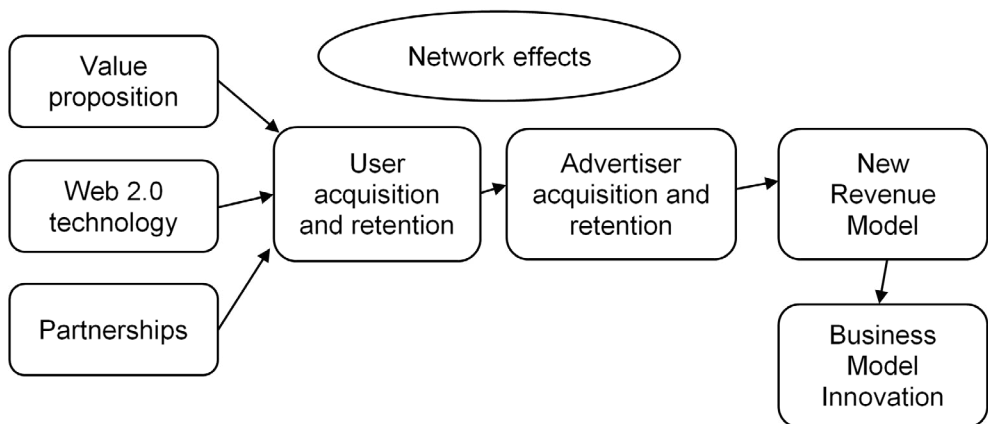 Value
proposition
Network effects
Web 2.0
technology
User
acquisition
and retention
Advertiser
acquisition and
retention
New
Revenue
Model
Partnerships
Business
Model
Innovation